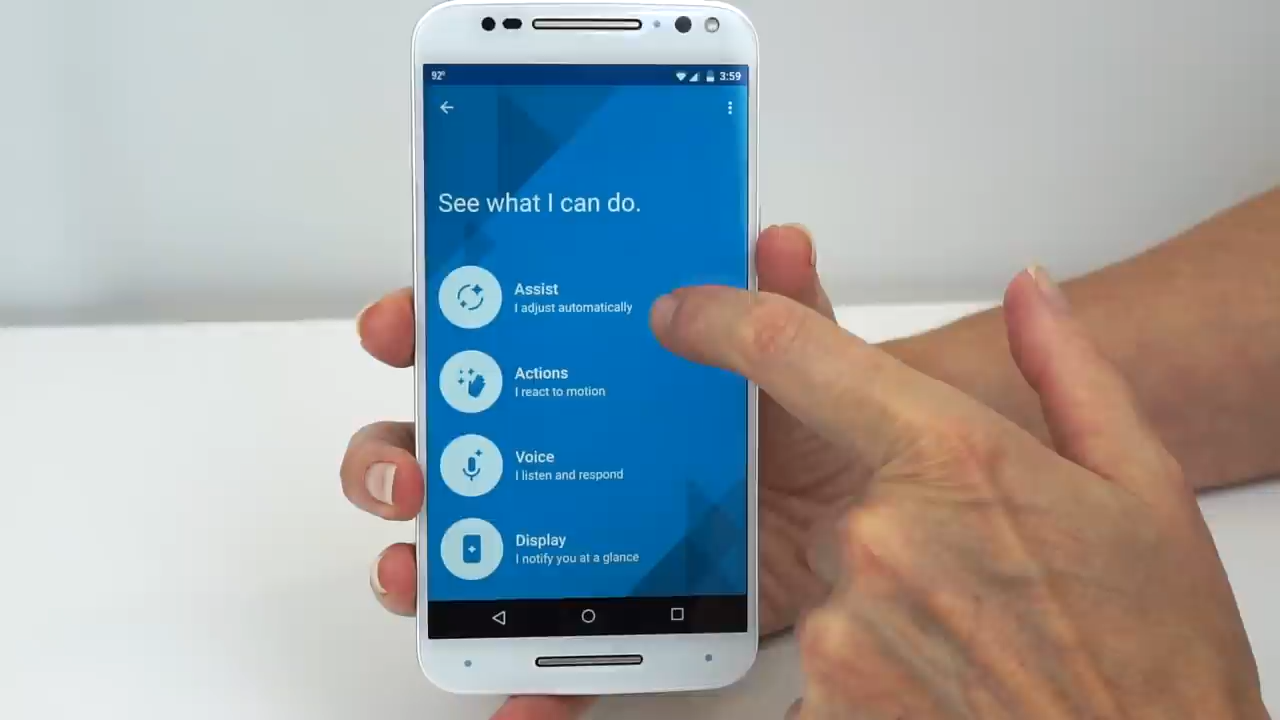 92°
3:59
See what I can do.
Assist
I adjust automatically
Actions
I react to motion
Voice
I listen and respond
Display
I notify you at a glance